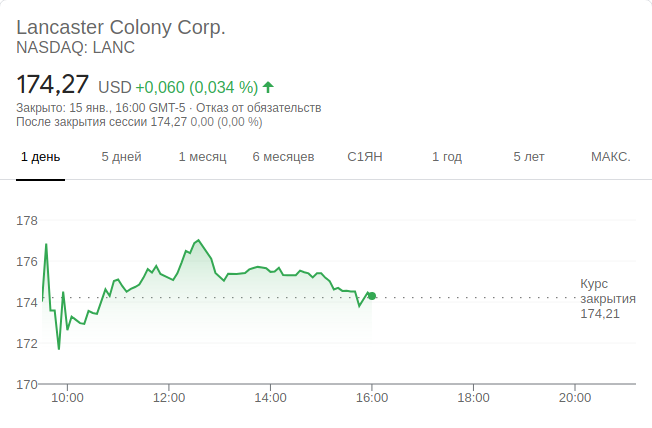 Lancaster Colony Corp.
NASDAQ: LANC
174,27 USD +0,060 (0,034 %)
Закрыто: 15 янв., 16:00 GMT-5 · Отказ от обязательств
После закрытия сессии 174,27 0,00 (0,00 %)
1 день 5 дней 1 месяц 6 месяцев С1ЯН 1 год 5 лет МАКС.
178
176
174
172
170
Курс
закрытия
174,21
10:00 12:00 14:00 16:00 18:00 20:00